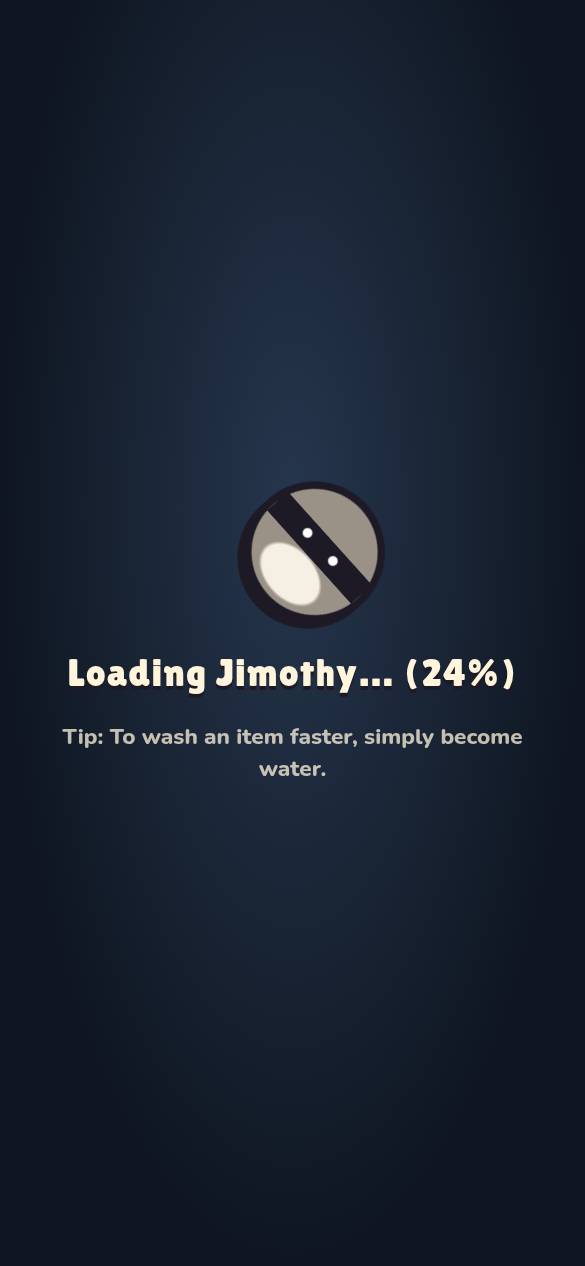 Loading Jimothy... (24%)
Tip: To wash an item faster, simply become
water.